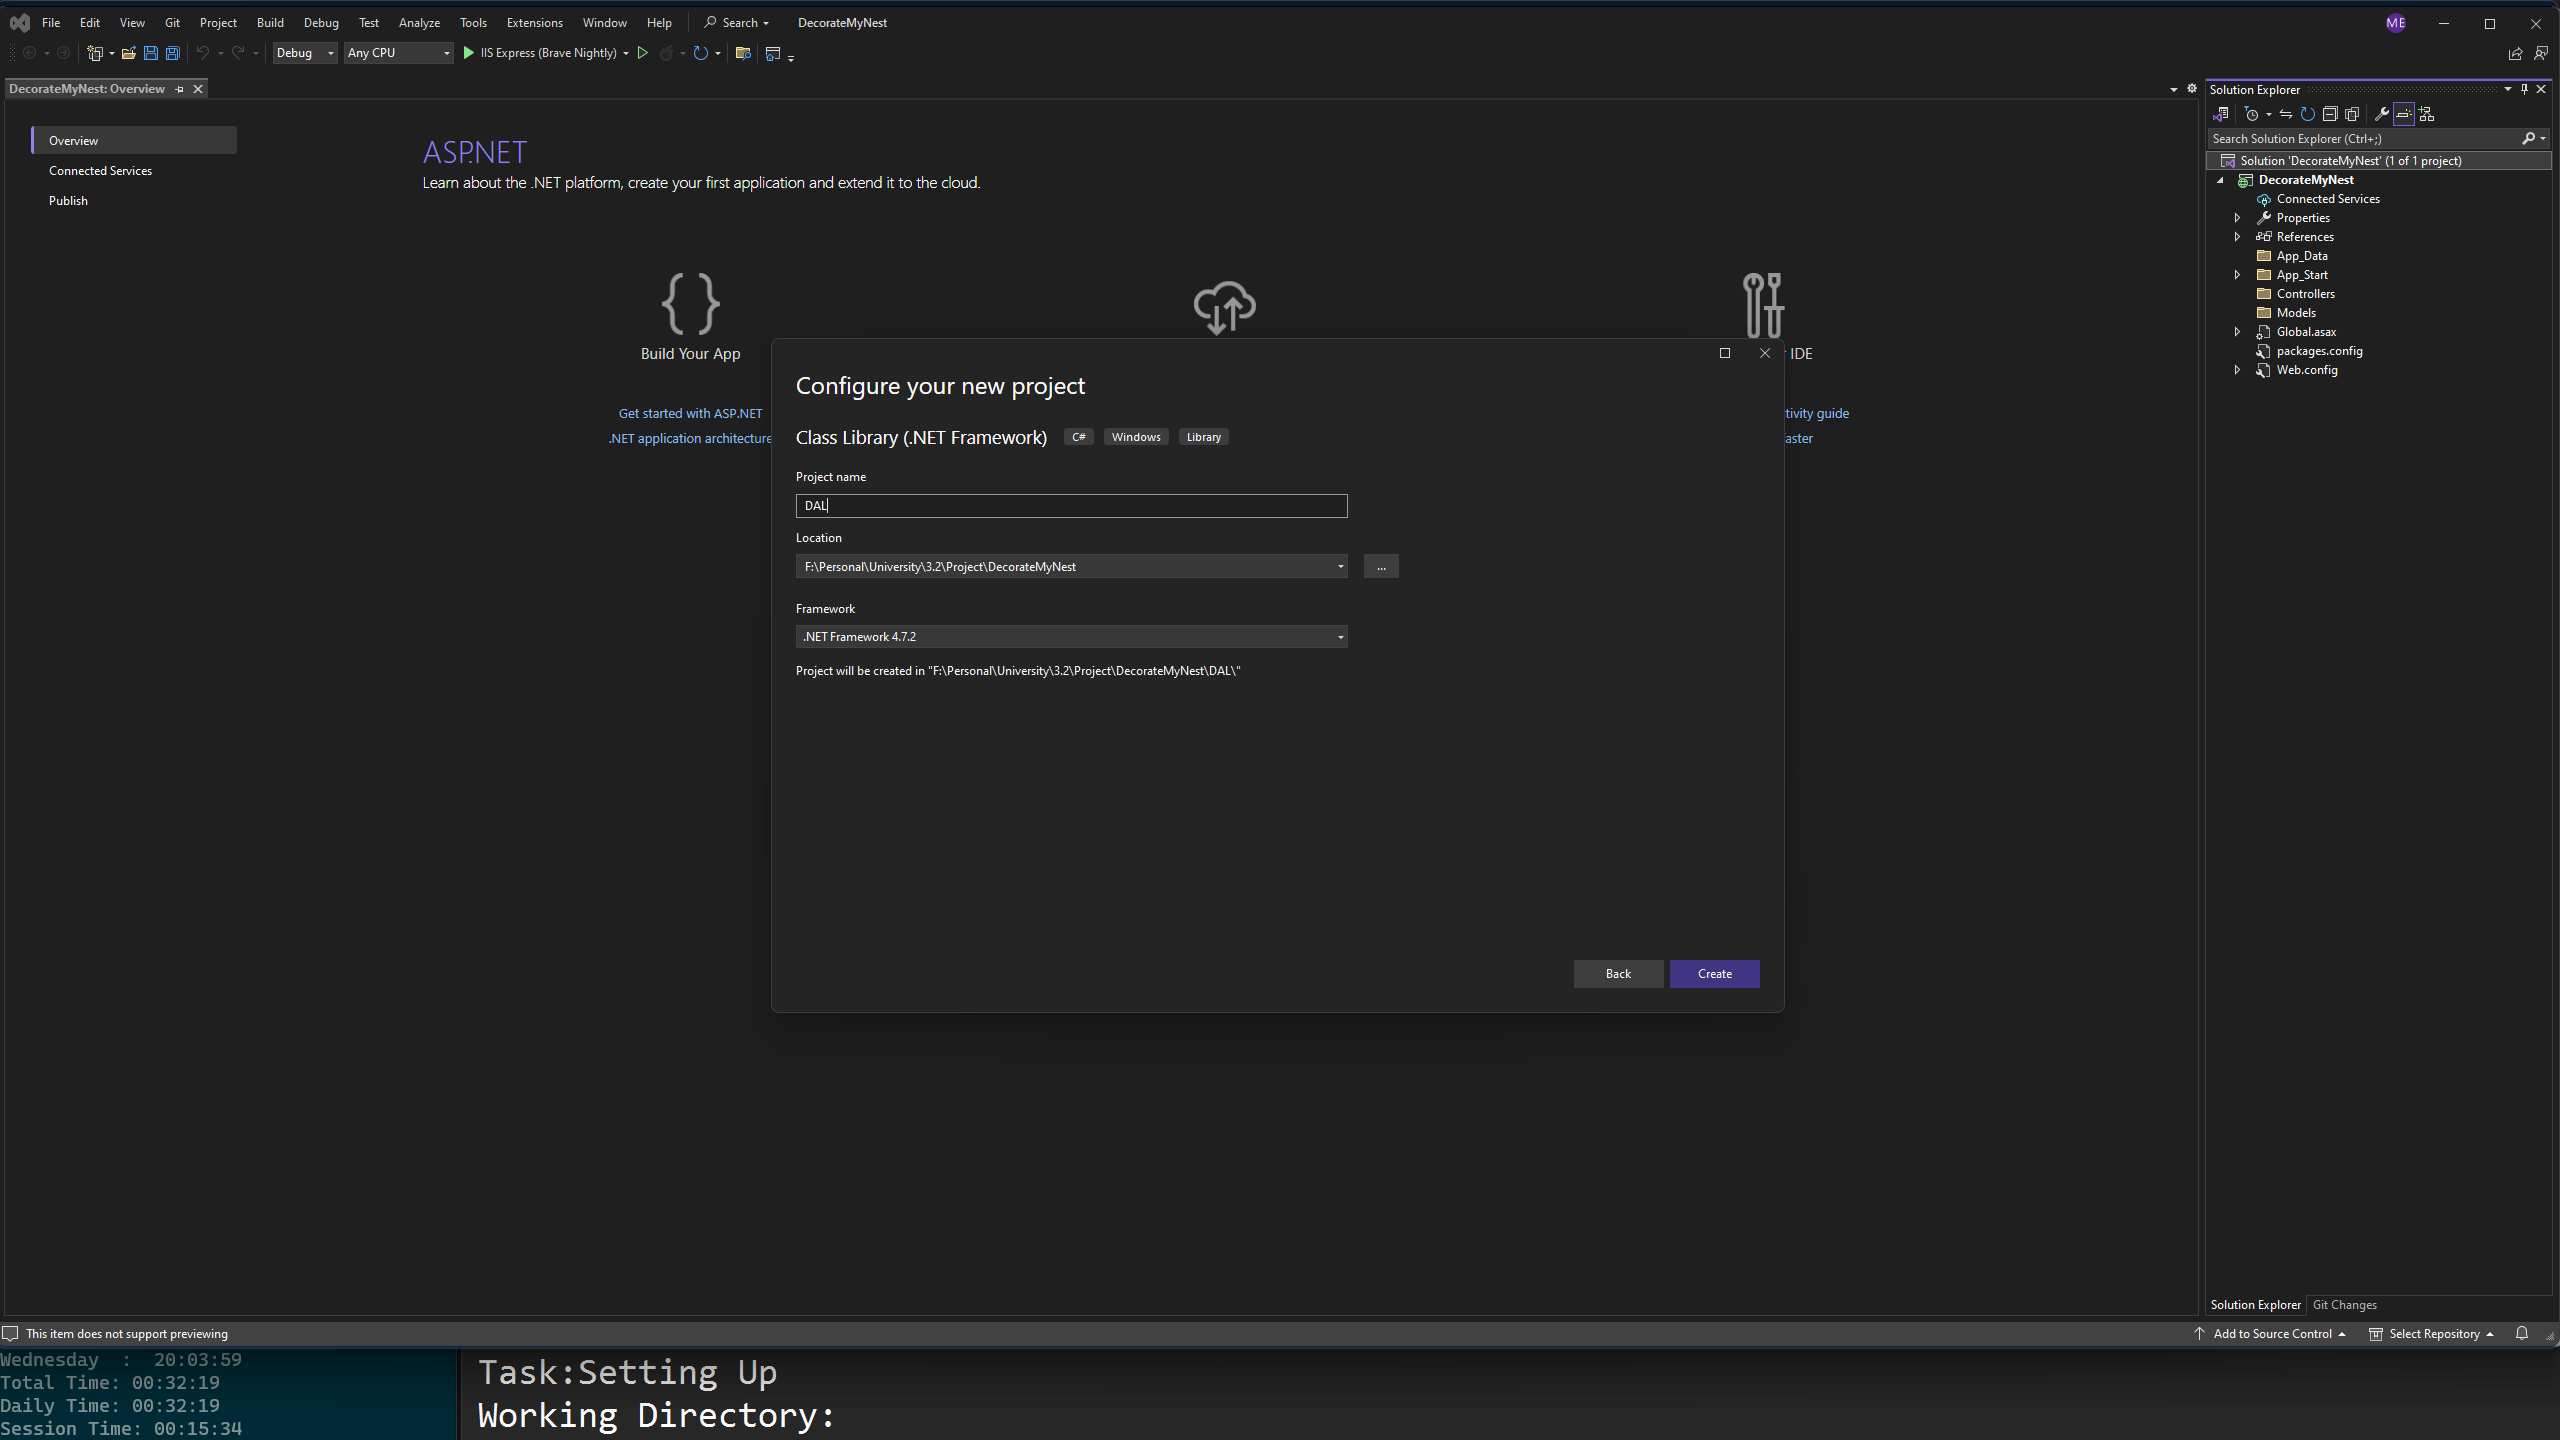 File Edit View Git Project Build Debug Test Analyze Tools Extensions Window Help Search DecorateMyNest ME
Debug Any CPU IIS Express (Brave Nightly)
DecorateMyNest: Overview
Overview
Connected Services
Publish
ASP.NET
Learn about the .NET platform, create your first application and extend it to the cloud.
Build Your App
IDE
Get started with ASP.NET
.NET application architecture
tivity guide
aster
Configure your new project
Class Library (.NET Framework) C# Windows Library
Project name
DAL
Location
F:\Personal\University\3.2\Project\DecorateMyNest
...
Framework
.NET Framework 4.7.2
Project will be created in "F:\Personal\University\3.2\Project\DecorateMyNest\DAL\"
Back Create
Solution Explorer
Search Solution Explorer (Ctrl+;)
Solution 'DecorateMyNest' (1 of 1 project)
DecorateMyNest
Connected Services
Properties
References
App_Data
App_Start
Controllers
Models
Global.asax
packages.config
Web.config
Solution Explorer Git Changes
This item does not support previewing
Add to Source Control Select Repository
Wednesday : 20:03:59
Total Time: 00:32:19
Daily Time: 00:32:19
Session Time: 00:15:34
Task:Setting Up
Working Directory: